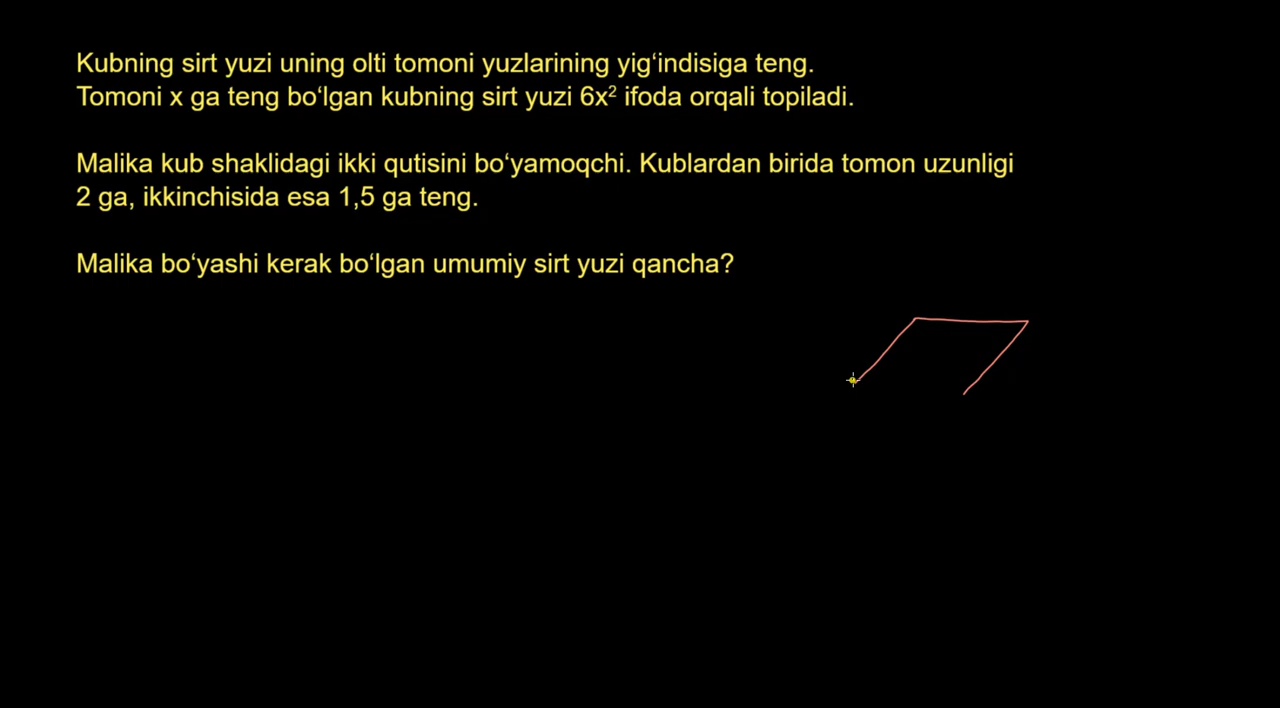 Kubning sirt yuzi uning olti tomoni yuzlarining yig‘indisiga teng.
Tomoni x ga teng bo‘lgan kubning sirt yuzi 6x² ifoda orqali topiladi.
Malika kub shaklidagi ikki qutisini bo‘yamoqchi. Kublardan birida tomon uzunligi
2 ga, ikkinchisida esa 1,5 ga teng.
Malika bo‘yashi kerak bo‘lgan umumiy sirt yuzi qancha?